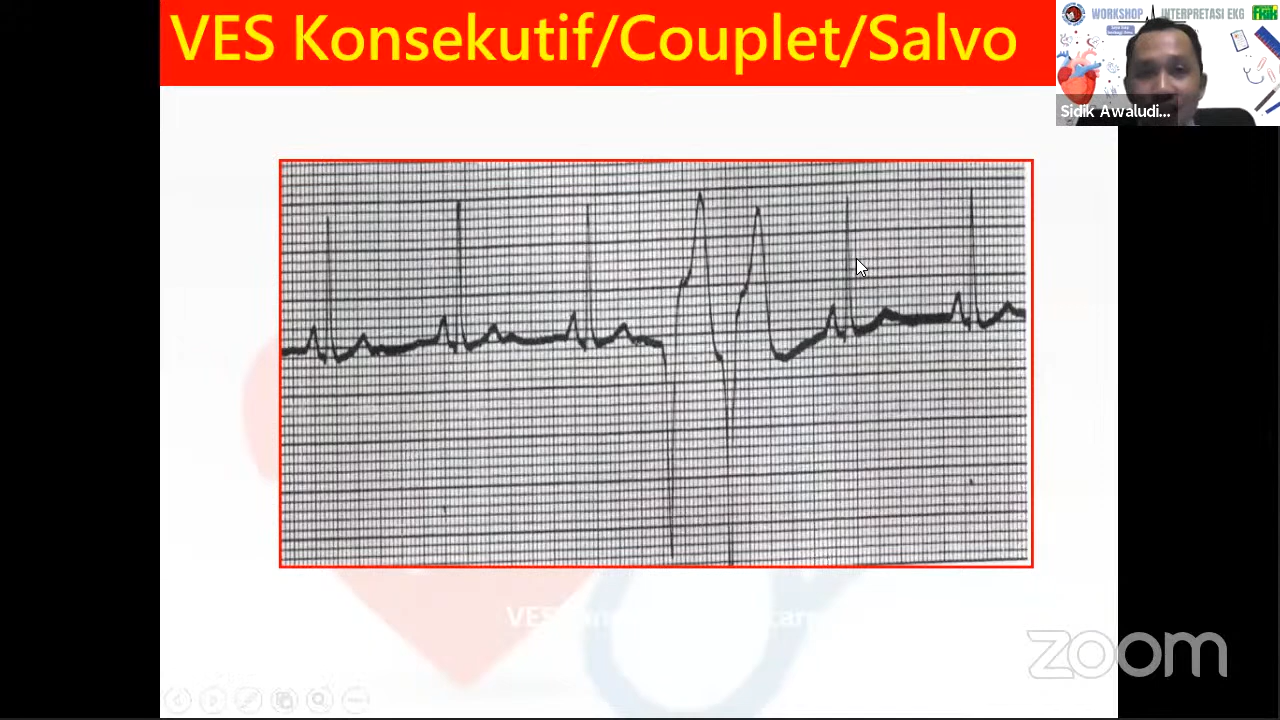 VES Konsekutif/Couplet/Salvo
WORKSHOP INTERPRETASI EKG
Sidik Awaludi...
zoom